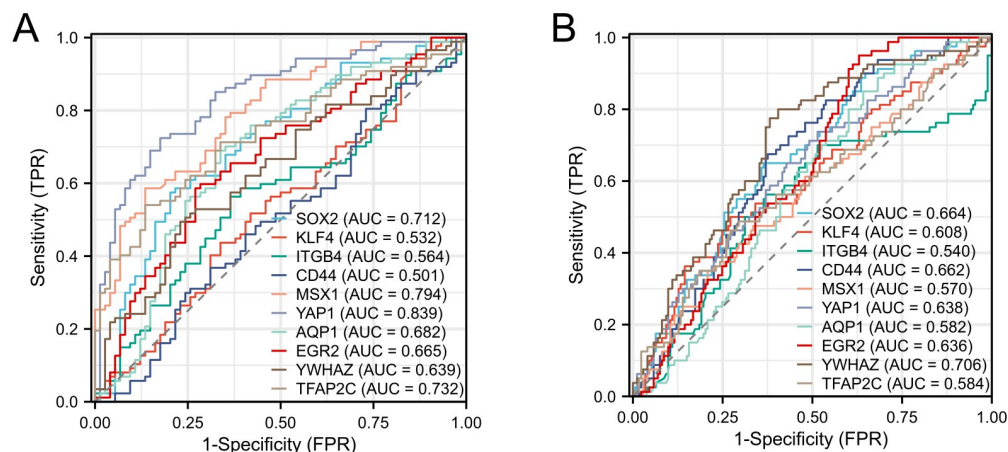 A
Sensitivity (TPR)
1.0
0.8
0.6
0.4
0.2
0.0
SOX2 (AUC = 0.712)
KLF4 (AUC = 0.532)
ITGB4 (AUC = 0.564)
CD44 (AUC = 0.501)
MSX1 (AUC = 0.794)
YAP1 (AUC = 0.839)
AQP1 (AUC = 0.682)
EGR2 (AUC = 0.665)
YWHAZ (AUC = 0.639)
TFAP2C (AUC = 0.732)
0.00 0.25 0.50 0.75 1.00
1-Specificity (FPR)
B
Sensitivity (TPR)
1.0
0.8
0.6
0.4
0.2
0.0
SOX2 (AUC = 0.664)
KLF4 (AUC = 0.608)
ITGB4 (AUC = 0.540)
CD44 (AUC = 0.662)
MSX1 (AUC = 0.570)
YAP1 (AUC = 0.638)
AQP1 (AUC = 0.582)
EGR2 (AUC = 0.636)
YWHAZ (AUC = 0.706)
TFAP2C (AUC = 0.584)
0.00 0.25 0.50 0.75 1.00
1-Specificity (FPR)